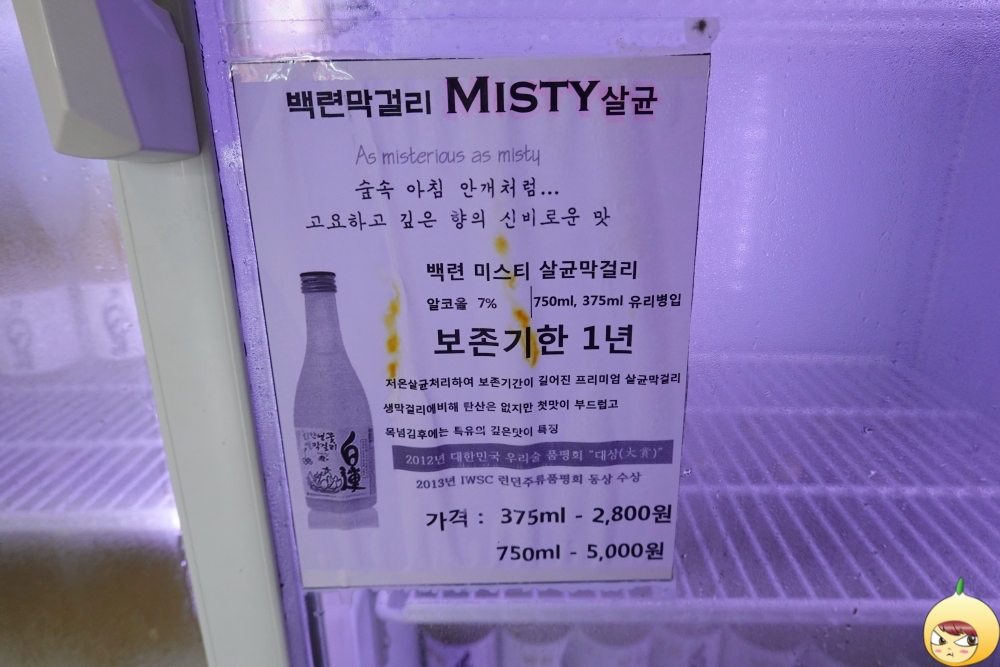 백련막걸리 MISTY살균
As misterious as misty
숲속 아침 안개처럼...
고요하고 깊은 향의 신비로운 맛
백련 미스티 살균막걸리
알코올 7% 750ml, 375ml 유리병입
보존기한 1년
저온살균처리하여 보존기간이 길어진 프리미엄 살균막걸리
생막걸리에비해 탄산은 없지만 첫맛이 부드럽고
목넘김후에는 특유의 깊은맛이 특징
2012년 대한민국 우리술 품평회 "대상(大賞)"
2013년 IWSC 런던주류품평회 동상 수상
가격 : 375ml - 2,800원
750ml - 5,000원
白蓮